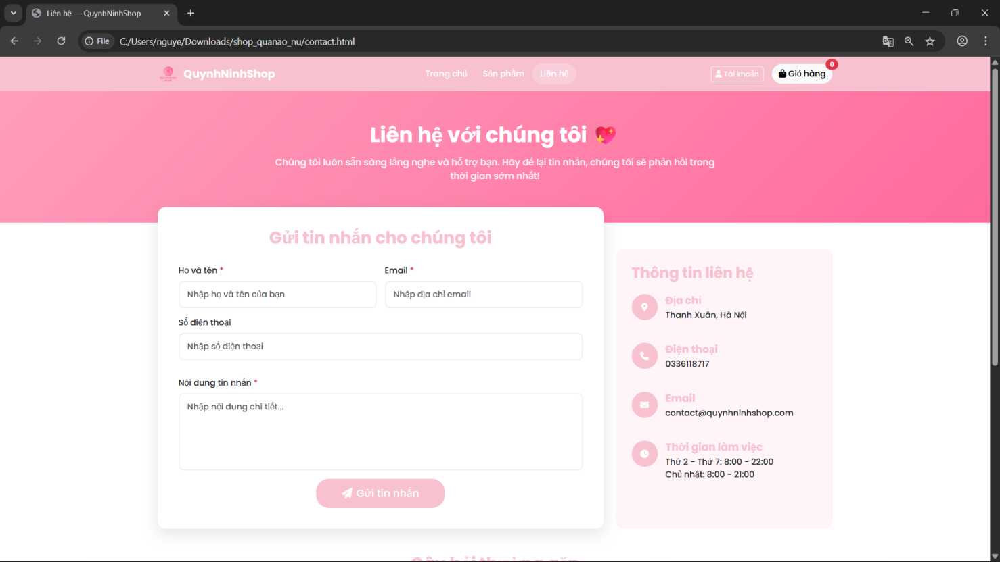 Liên hệ — QuynhNinhShop
File C:/Users/nguye/Downloads/shop_quanao_nu/contact.html
QuynhNinhShop
Trang chủ Sản phẩm Liên hệ
Tài khoản
Giỏ hàng
0
Liên hệ với chúng tôi 💖
Chúng tôi luôn sẵn sàng lắng nghe và hỗ trợ bạn. Hãy để lại tin nhắn, chúng tôi sẽ phản hồi trong
thời gian sớm nhất!
Gửi tin nhắn cho chúng tôi
Họ và tên *
Email *
Nhập họ và tên của bạn
Nhập địa chỉ email
Số điện thoại
Nhập số điện thoại
Nội dung tin nhắn *
Nhập nội dung chi tiết...
Gửi tin nhắn
Thông tin liên hệ
Địa chỉ
Thanh Xuân, Hà Nội
Điện thoại
0336118717
Email
contact@quynhninhshop.com
Thời gian làm việc
Thứ 2 - Thứ 7: 8:00 - 22:00
Chủ nhật: 8:00 - 21:00